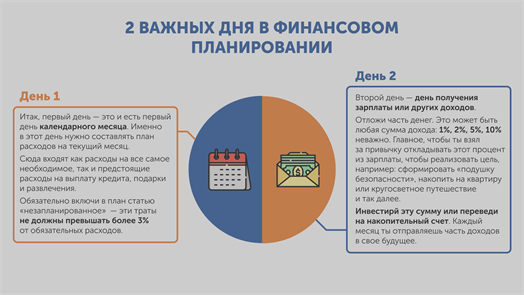 2 ВАЖНЫХ ДНЯ В ФИНАНСОВОМ
ПЛАНИРОВАНИИ
День 1
Итак, первый день — это и есть первый
день календарного месяца. Именно
в этот день нужно составлять план
расходов на текущий месяц.
Сюда входят как расходы на все самое
необходимое, так и предстоящие
расходы на выплату кредита, подарки
и развлечения.
Обязательно включи в план статью
«незапланированное» — эти траты
не должны превышать более 3%
от обязательных расходов.
День 2
Второй день — день получения
зарплаты или других доходов.
Отложи часть денег. Это может быть
любая сумма дохода: 1%, 2%, 5%, 10%
неважно. Главное, чтобы ты взял
за привычку откладывать этот процент
из зарплаты, чтобы реализовать цель,
например: сформировать «подушку
безопасности», накопить на квартиру
или кругосветное путешествие
и так далее.
Инвестируй эту сумму или переведи
на накопительный счет. Каждый
месяц ты отправляешь часть доходов
в свое будущее.